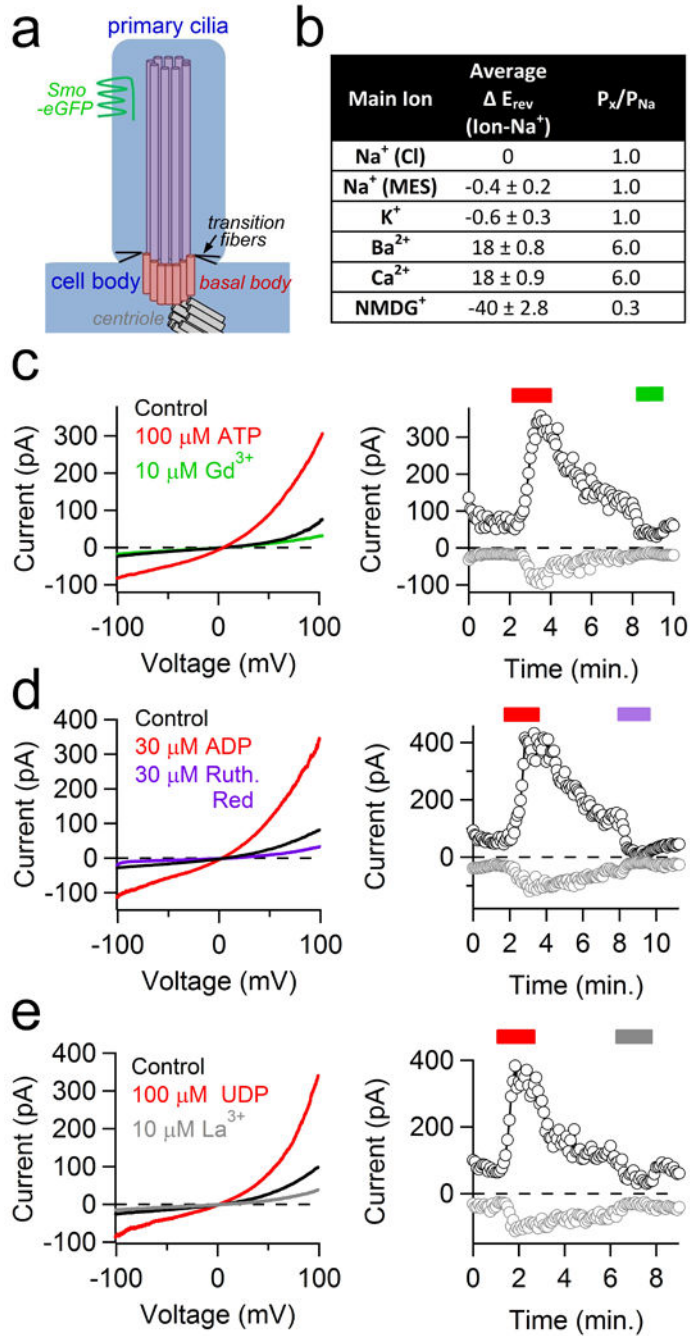 a
primary cilia
Smo
-eGFP
transition
fibers
cell body
basal body
centriole
b
Main Ion
Average
Δ Erev
(Ion-Na⁺)
Px/PNa
Na⁺ (Cl) 0 1.0
Na⁺ (MES) -0.4 ± 0.2 1.0
K⁺ -0.6 ± 0.3 1.0
Ba²⁺ 18 ± 0.8 6.0
Ca²⁺ 18 ± 0.9 6.0
NMDG⁺ -40 ± 2.8 0.3
c
Control
100 μM ATP
10 μM Gd³⁺
Current (pA)
300
200
100
0
-100
-100 0 100
Voltage (mV)
Current (pA)
300
200
100
0
-100
0 2 4 6 8 10
Time (min.)
d
Control
30 μM ADP
30 μM Ruth.
Red
Current (pA)
400
300
200
100
0
-100
-100 0 100
Voltage (mV)
Current (pA)
400
200
0
0 2 4 6 8 10
Time (min.)
e
Control
100 μM UDP
10 μM La³⁺
Current (pA)
400
300
200
100
0
-100
-100 0 100
Voltage (mV)
Current (pA)
400
200
0
0 2 4 6 8
Time (min.)